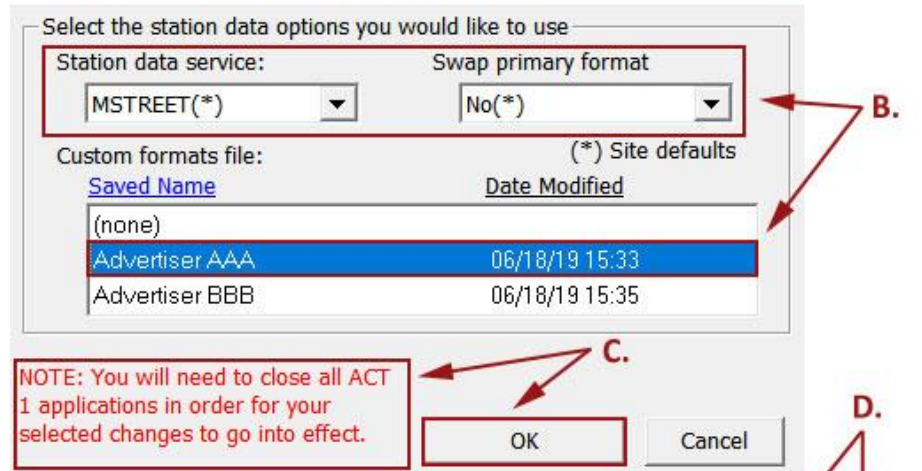 Select the station data options you would like to use
Station data service: Swap primary format
MSTREET(*) No(*)
B.
Custom formats file: (*) Site defaults
Saved Name Date Modified
(none)
Advertiser AAA 06/18/19 15:33
Advertiser BBB 06/18/19 15:35
C.
NOTE: You will need to close all ACT
1 applications in order for your
selected changes to go into effect.
OK Cancel
D.